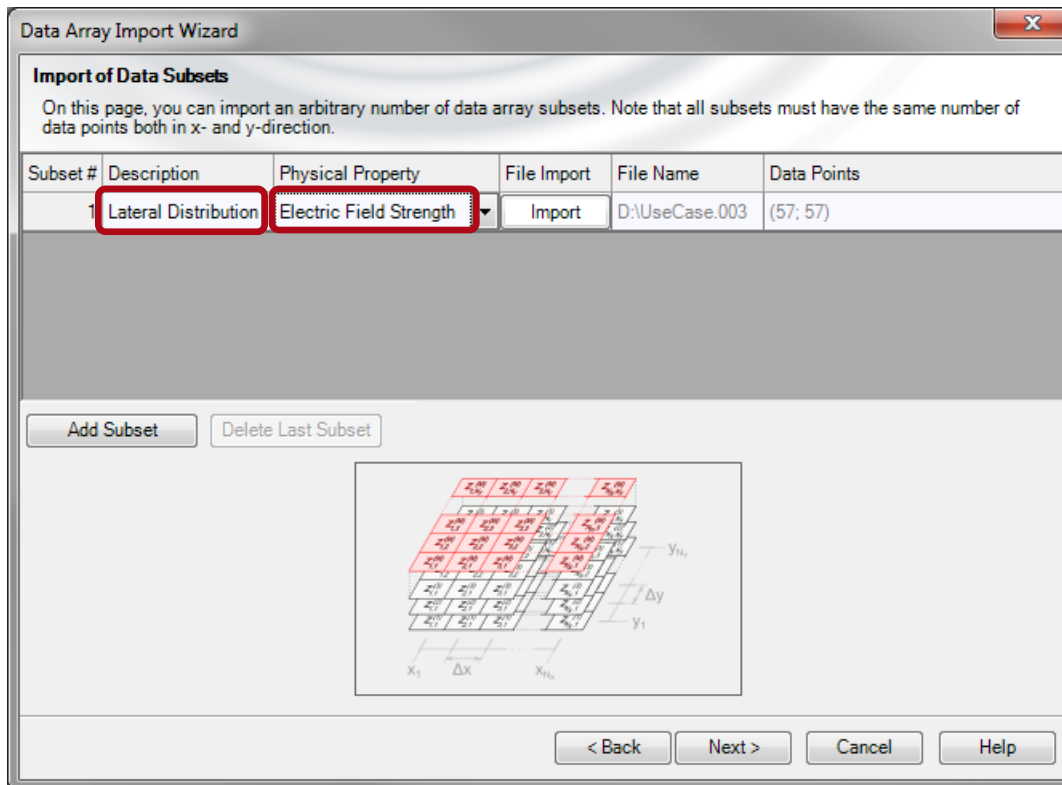 Data Array Import Wizard
Import of Data Subsets
On this page, you can import an arbitrary number of data array subsets. Note that all subsets must have the same number of
data points both in x- and y-direction.
Subset # Description Physical Property File Import File Name Data Points
1 Lateral Distribution Electric Field Strength Import D:\UseCase.003 (57; 57)
Add Subset Delete Last Subset
yNy
Δy
y1
x1 Δx xNx
< Back Next > Cancel Help